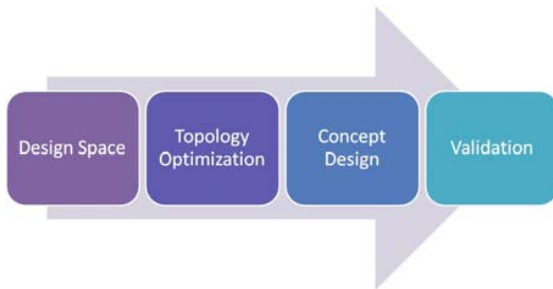 Design Space
Topology
Optimization
Concept
Design
Validation